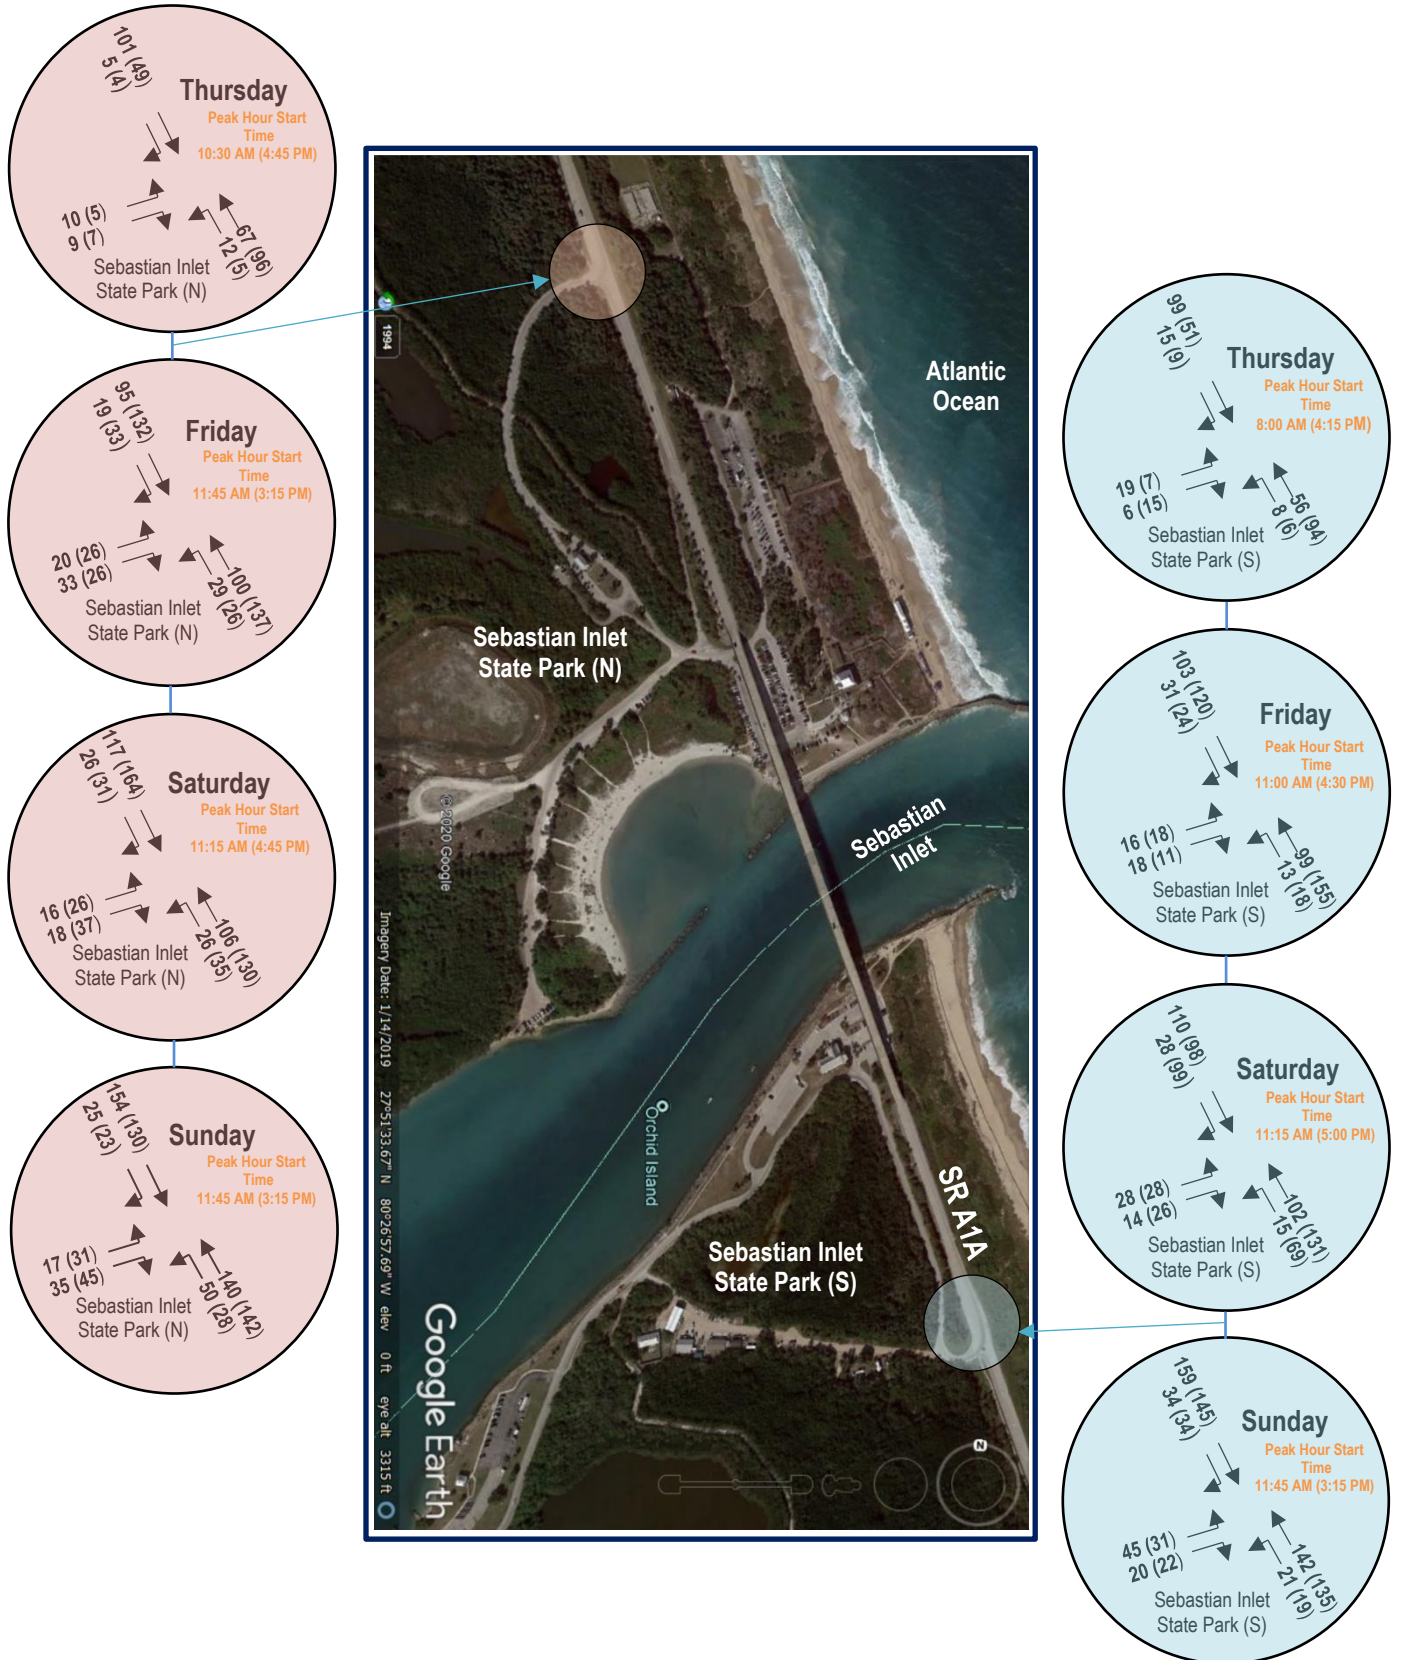 101 (49)
5 (4)
Thursday
Peak Hour Start
Time
10:30 AM (4:45 PM)
10 (5)
9 (7)
67 (96)
12 (5)
Sebastian Inlet
State Park (N)
95 (132)
19 (33)
Friday
Peak Hour Start
Time
11:45 AM (3:15 PM)
20 (26)
33 (26)
100 (137)
29 (26)
Sebastian Inlet
State Park (N)
117 (164)
26 (31)
Saturday
Peak Hour Start
Time
11:15 AM (4:45 PM)
16 (26)
18 (37)
106 (130)
26 (35)
Sebastian Inlet
State Park (N)
154 (130)
25 (23)
Sunday
Peak Hour Start
Time
11:45 AM (3:15 PM)
17 (31)
35 (45)
140 (142)
50 (28)
Sebastian Inlet
State Park (N)
1994
Atlantic
Ocean
Sebastian Inlet
State Park (N)
Sebastian
Inlet
© 2020 Google
Orchid Island
SR A1A
Sebastian Inlet
State Park (S)
Google Earth
Imagery Date: 1/14/2019 27°51'33.67" N 80°26'57.69" W elev 0 ft eye alt 3315 ft
N
99 (51)
15 (9)
Thursday
Peak Hour Start
Time
8:00 AM (4:15 PM)
19 (7)
6 (15)
56 (94)
8 (6)
Sebastian Inlet
State Park (S)
103 (120)
31 (24)
Friday
Peak Hour Start
Time
11:00 AM (4:30 PM)
16 (18)
18 (11)
99 (155)
13 (18)
Sebastian Inlet
State Park (S)
110 (98)
28 (99)
Saturday
Peak Hour Start
Time
11:15 AM (5:00 PM)
28 (28)
14 (26)
102 (131)
15 (69)
Sebastian Inlet
State Park (S)
159 (145)
34 (34)
Sunday
Peak Hour Start
Time
11:45 AM (3:15 PM)
45 (31)
20 (22)
142 (135)
21 (19)
Sebastian Inlet
State Park (S)